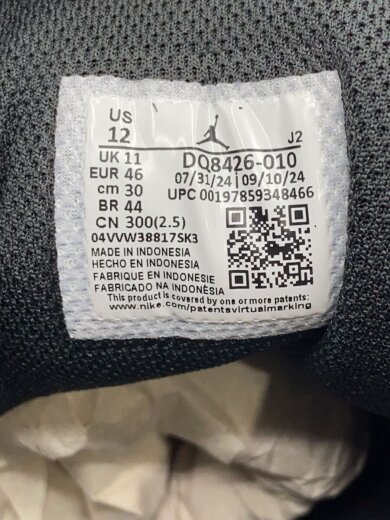 US
12
J2
UK 11
DQ8426-010
EUR 46
07/31/24 | 09/10/24
cm 30
UPC 00197859348466
BR 44
CN 300(2.5)
04VVW38817SK3
MADE IN INDONESIA
HECHO EN INDONESIA
FABRIQUE EN INDONESIE
FABRICADO NA INDONÈSIA
This product is covered by one or more patents:
www.nike.com/patentsvirtualmarking